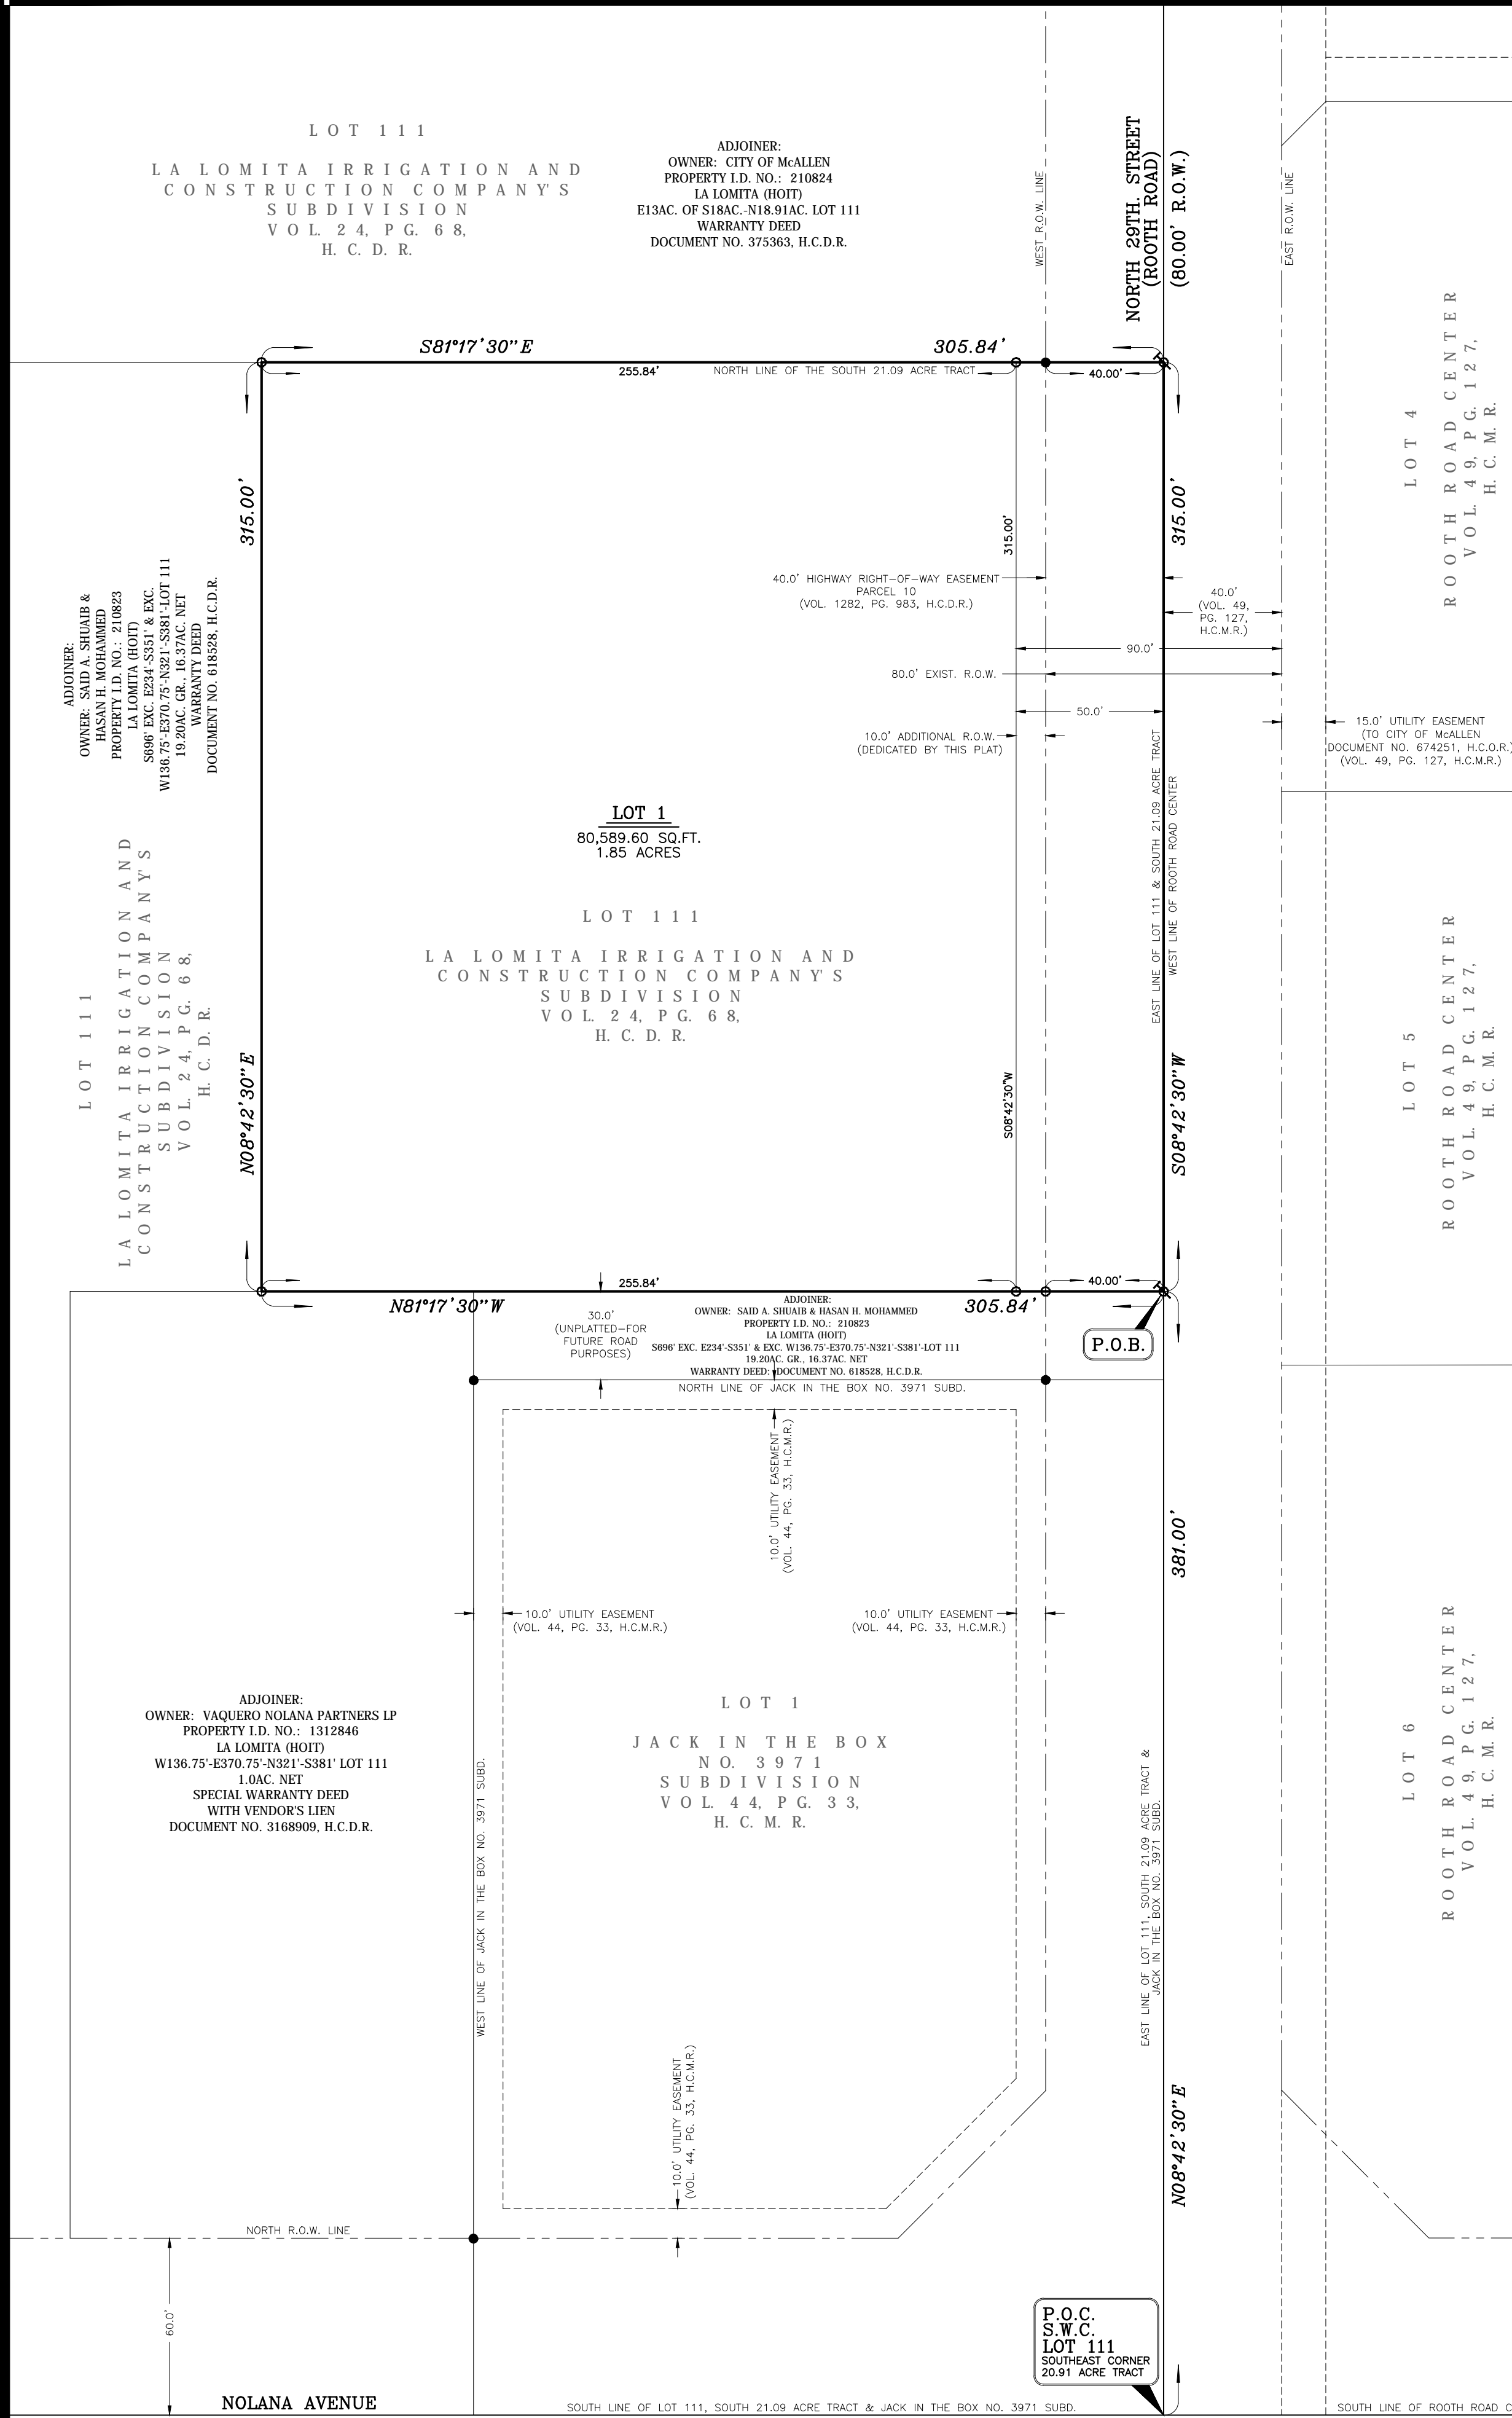 LOT 111
LA LOMITA IRRIGATION AND
CONSTRUCTION COMPANY'S
SUBDIVISION
VOL. 24, PG. 68,
H. C. D. R.
ADJOINER:
OWNER: CITY OF McALLEN
PROPERTY I.D. NO.: 210824
LA LOMITA (HOIT)
E13AC. OF S18AC.-N18.91AC. LOT 111
WARRANTY DEED
DOCUMENT NO. 375363, H.C.D.R.
WEST R.O.W. LINE
NORTH 29TH. STREET
(ROOTH ROAD)
(80.00' R.O.W.)
EAST R.O.W. LINE
S81°17'30"E
305.84'
255.84'
NORTH LINE OF THE SOUTH 21.09 ACRE TRACT
40.00'
315.00'
315.00'
315.00'
LOT 4
ROOTH ROAD CENTER
VOL. 49, PG. 127,
H. C. M. R.
40.0' HIGHWAY RIGHT-OF-WAY EASEMENT
PARCEL 10
(VOL. 1282, PG. 983, H.C.D.R.)
40.0'
(VOL. 49,
PG. 127,
H.C.M.R.)
90.0'
80.0' EXIST. R.O.W.
50.0'
10.0' ADDITIONAL R.O.W.
(DEDICATED BY THIS PLAT)
15.0' UTILITY EASEMENT
(TO CITY OF McALLEN
DOCUMENT NO. 674251, H.C.O.R.)
(VOL. 49, PG. 127, H.C.M.R.)
ADJOINER:
OWNER: SAID A. SHUAIB &
HASAN H. MOHAMMED
PROPERTY I.D. NO.: 210823
LA LOMITA (HOIT)
S696' EXC. E234'-S351' & EXC.
W136.75'-E370.75'-N321'-S381'-LOT 111
19.20AC. GR., 16.37AC. NET
WARRANTY DEED
DOCUMENT NO. 618528, H.C.D.R.
LOT 1
80,589.60 SQ.FT.
1.85 ACRES
LOT 111
LA LOMITA IRRIGATION AND
CONSTRUCTION COMPANY'S
SUBDIVISION
VOL. 24, PG. 68,
H. C. D. R.
EAST LINE OF LOT 111 & SOUTH 21.09 ACRE TRACT
WEST LINE OF ROOTH ROAD CENTER
LOT 111
LA LOMITA IRRIGATION AND
CONSTRUCTION COMPANY'S
SUBDIVISION
VOL. 24, PG. 68,
H. C. D. R.
N08°42'30"E
S08°42'30"W
S08°42'30"W
LOT 5
ROOTH ROAD CENTER
VOL. 49, PG. 127,
H. C. M. R.
255.84'
40.00'
N81°17'30"W
305.84'
30.0'
(UNPLATTED-FOR
FUTURE ROAD
PURPOSES)
ADJOINER:
OWNER: SAID A. SHUAIB & HASAN H. MOHAMMED
PROPERTY I.D. NO.: 210823
LA LOMITA (HOIT)
S696' EXC. E234'-S351' & EXC. W136.75'-E370.75'-N321'-S381'-LOT 111
19.20AC. GR., 16.37AC. NET
WARRANTY DEED: DOCUMENT NO. 618528, H.C.D.R.
P.O.B.
NORTH LINE OF JACK IN THE BOX NO. 3971 SUBD.
10.0' UTILITY EASEMENT
(VOL. 44, PG. 33, H.C.M.R.)
381.00'
10.0' UTILITY EASEMENT
(VOL. 44, PG. 33, H.C.M.R.)
10.0' UTILITY EASEMENT
(VOL. 44, PG. 33, H.C.M.R.)
ADJOINER:
OWNER: VAQUERO NOLANA PARTNERS LP
PROPERTY I.D. NO.: 1312846
LA LOMITA (HOIT)
W136.75'-E370.75'-N321'-S381' LOT 111
1.0AC. NET
SPECIAL WARRANTY DEED
WITH VENDOR'S LIEN
DOCUMENT NO. 3168909, H.C.D.R.
WEST LINE OF JACK IN THE BOX NO. 3971 SUBD.
LOT 1
JACK IN THE BOX
NO. 3971
SUBDIVISION
VOL. 44, PG. 33,
H. C. M. R.
EAST LINE OF LOT 111, SOUTH 21.09 ACRE TRACT &
JACK IN THE BOX NO. 3971 SUBD.
LOT 6
ROOTH ROAD CENTER
VOL. 49, PG. 127,
H. C. M. R.
10.0' UTILITY EASEMENT
(VOL. 44, PG. 33, H.C.M.R.)
N08°42'30"E
NORTH R.O.W. LINE
60.0'
P.O.C.
S.W.C.
LOT 111
SOUTHEAST CORNER
20.91 ACRE TRACT
NOLANA AVENUE
SOUTH LINE OF LOT 111, SOUTH 21.09 ACRE TRACT & JACK IN THE BOX NO. 3971 SUBD.
SOUTH LINE OF ROOTH ROAD C